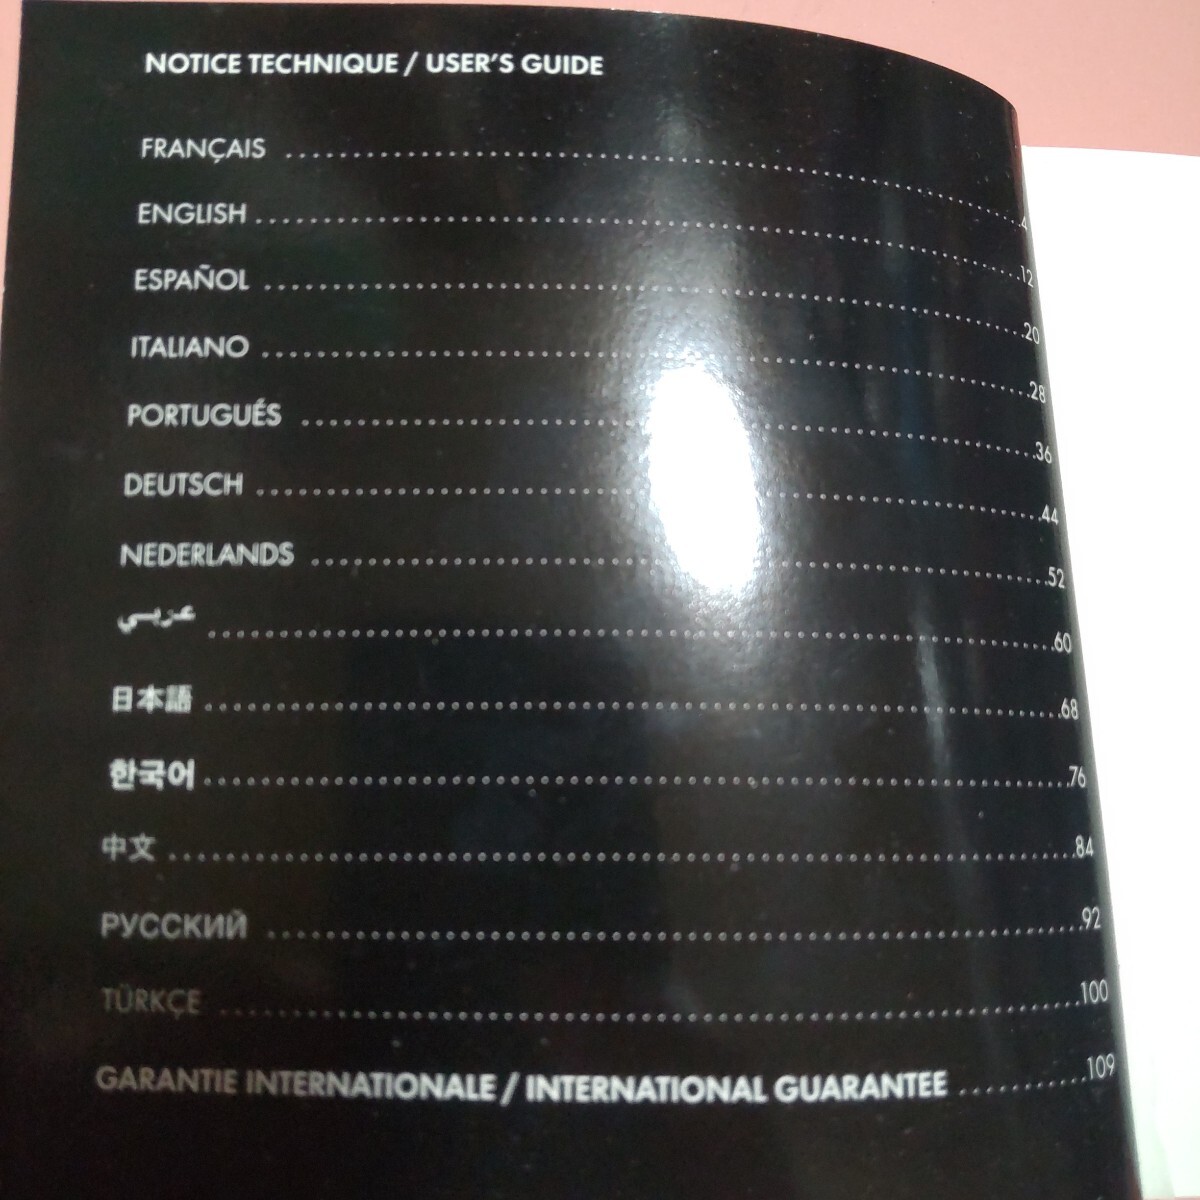 NOTICE TECHNIQUE / USER'S GUIDE
FRANÇAIS ..... 4
ENGLISH ..... 12
ESPAÑOL ..... 20
ITALIANO ..... 28
PORTUGUÉS ..... 36
DEUTSCH ..... 44
NEDERLANDS ..... 52
عربي ..... 60
日本語 ..... 68
한국어 ..... 76
中文 ..... 84
РУССКИЙ ..... 92
TÜRKÇE ..... 100
GARANTIE INTERNATIONALE / INTERNATIONAL GUARANTEE ..... 109